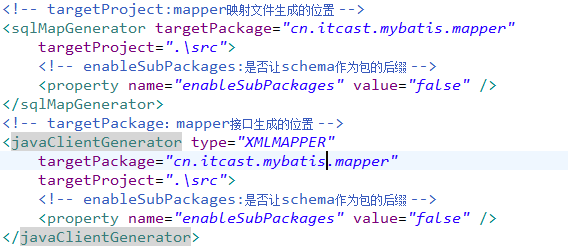 <!-- targetProject:mapper映射文件生成的位置 -->
<sqlMapGenerator targetPackage="cn.itcast.mybatis.mapper"
targetProject=".\src">
<!-- enableSubPackages:是否让schema作为包的后缀 -->
<property name="enableSubPackages" value="false" />
</sqlMapGenerator>
<!-- targetPackage：mapper接口生成的位置 -->
<javaClientGenerator type="XMLMAPPER"
targetPackage="cn.itcast.mybatis.mapper"
targetProject=".\src">
<!-- enableSubPackages:是否让schema作为包的后缀 -->
<property name="enableSubPackages" value="false" />
</javaClientGenerator>